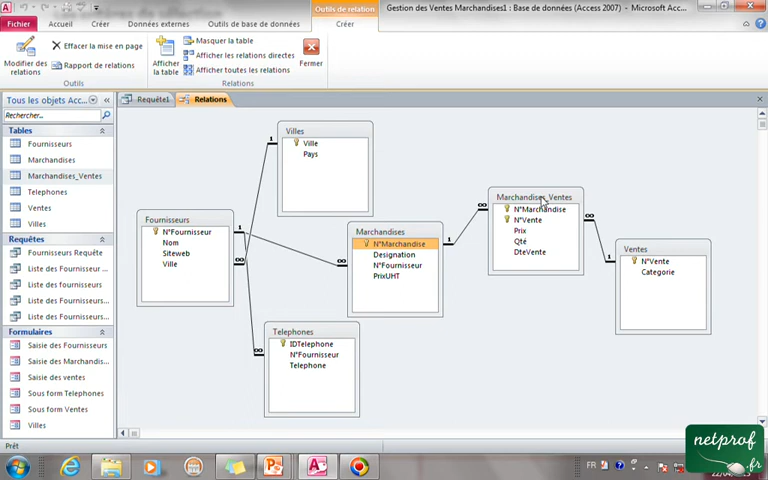 Outils de relation
Gestion des Ventes Marchandises1 : Base de données (Access 2007) - Microsoft Acc...
Fichier
Accueil
Créer
Données externes
Outils de base de données
Créer
Modifier des relations
Effacer la mise en page
Rapport de relations
Outils
Afficher la table
Masquer la table
Afficher les relations directes
Afficher toutes les relations
Relations
Fermer
Tous les objets Acc...
Rechercher...
Tables
Fournisseurs
Marchandises
Marchandises_Ventes
Telephones
Ventes
Villes
Requêtes
Fournisseurs Requête
Liste des Fournisseur ...
Liste des fournisseurs
Liste des Fournisseurs...
Liste des Fournisseurs...
Formulaires
Saisie des Fournisseurs
Saisie des Marchandis...
Saisie des ventes
Sous form Telephones
Sous form Ventes
Villes
Requête1
Relations
Villes
Ville
Pays
Fournisseurs
N°Fournisseur
Nom
Siteweb
Ville
Marchandises
N°Marchandise
Designation
N°Fournisseur
PrixUHT
Marchandises_Ventes
N°Marchandise
N°Vente
Prix
Qté
DteVente
Ventes
N°Vente
Categorie
Telephones
IDTelephone
N°Fournisseur
Telephone
1
∞
1
∞
∞
1
∞
∞
1
Prêt
FR
netprof
.fr